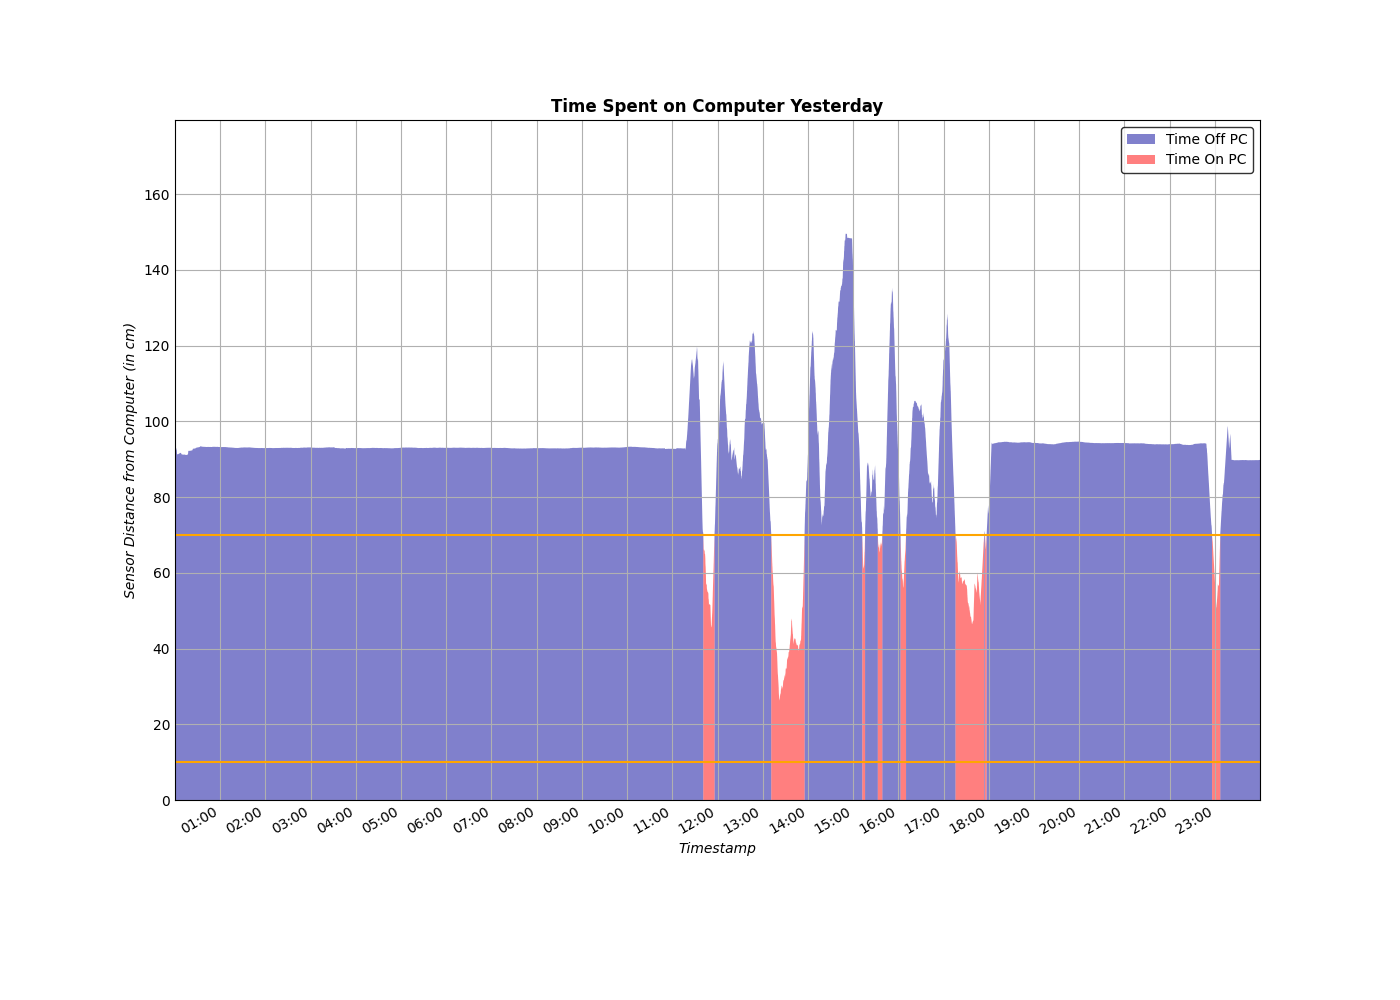 Time Spent on Computer Yesterday
Time Off PC
Time On PC
160
140
120
100
80
60
40
20
0
Sensor Distance from Computer (in cm)
01:00 02:00 03:00 04:00 05:00 06:00 07:00 08:00 09:00 10:00 11:00 12:00 13:00 14:00 15:00 16:00 17:00 18:00 19:00 20:00 21:00 22:00 23:00
Timestamp